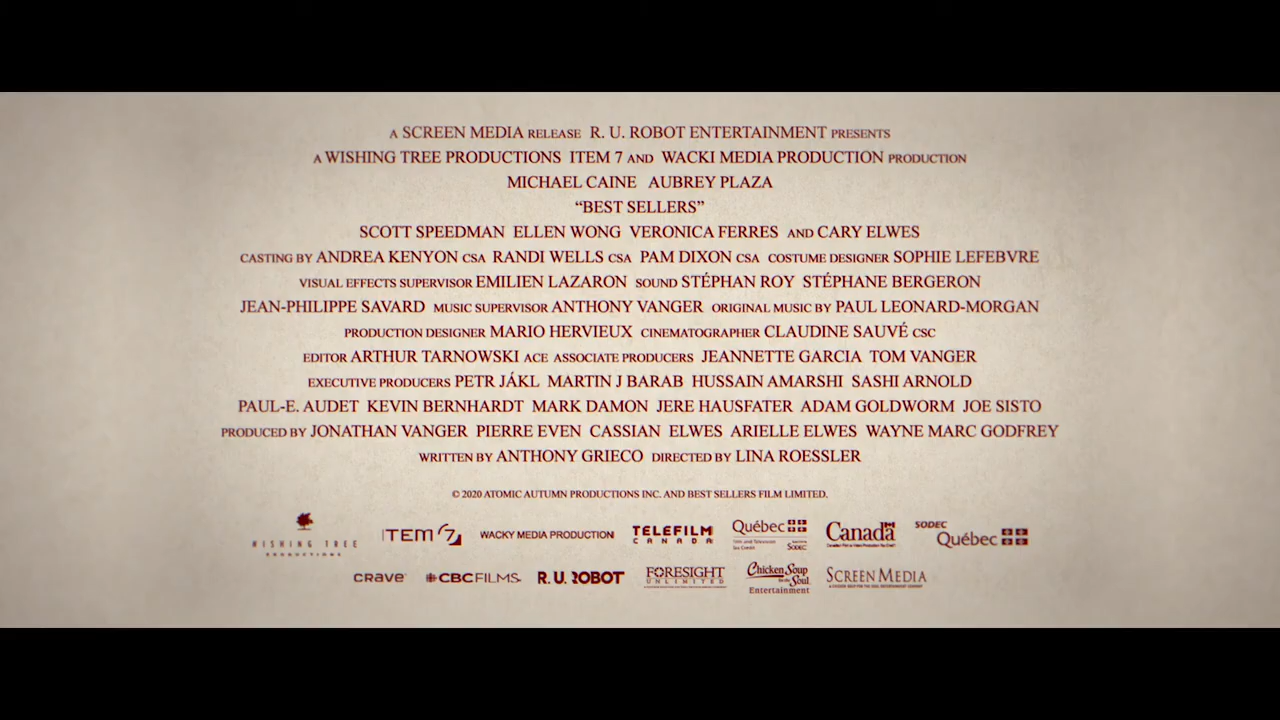 A SCREEN MEDIA RELEASE R. U. ROBOT ENTERTAINMENT PRESENTS
A WISHING TREE PRODUCTIONS ITEM 7 AND WACKI MEDIA PRODUCTION PRODUCTION
MICHAEL CAINE AUBREY PLAZA
“BEST SELLERS”
SCOTT SPEEDMAN ELLEN WONG VERONICA FERRES AND CARY ELWES
CASTING BY ANDREA KENYON CSA RANDI WELLS CSA PAM DIXON CSA COSTUME DESIGNER SOPHIE LEFEBVRE
VISUAL EFFECTS SUPERVISOR EMILIEN LAZARON SOUND STÉPHAN ROY STÉPHANE BERGERON
JEAN-PHILIPPE SAVARD MUSIC SUPERVISOR ANTHONY VANGER ORIGINAL MUSIC BY PAUL LEONARD-MORGAN
PRODUCTION DESIGNER MARIO HERVIEUX CINEMATOGRAPHER CLAUDINE SAUVÉ CSC
EDITOR ARTHUR TARNOWSKI ACE ASSOCIATE PRODUCERS JEANNETTE GARCIA TOM VANGER
EXECUTIVE PRODUCERS PETR JÁKL MARTIN J BARAB HUSSAIN AMARSHI SASHI ARNOLD
PAUL-E. AUDET KEVIN BERNHARDT MARK DAMON JERE HAUSFATER ADAM GOLDWORM JOE SISTO
PRODUCED BY JONATHAN VANGER PIERRE EVEN CASSIAN ELWES ARIELLE ELWES WAYNE MARC GODFREY
WRITTEN BY ANTHONY GRIECO DIRECTED BY LINA ROESSLER
© 2020 ATOMIC AUTUMN PRODUCTIONS INC. AND BEST SELLERS FILM LIMITED.
WISHING TREE PRODUCTIONS
ITEM 7
WACKY MEDIA PRODUCTION
TELEFILM CANADA
Québec
Film and Television Tax Credit
SODEC
Canada
SODEC Québec
CRAVE
CBC FILMS
R. U. ROBOT
FORESIGHT UNLIMITED
Chicken Soup for the Soul Entertainment
SCREEN MEDIA